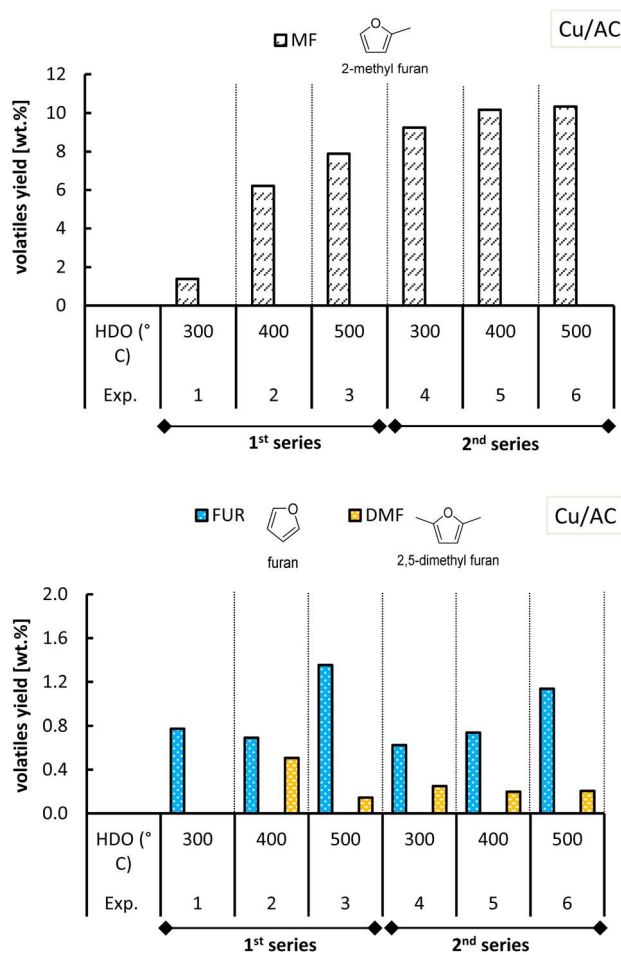 MF
Cu/AC
2-methyl furan
O
volatiles yield [wt.%]
12
10
8
6
4
2
0
HDO (°
C)
300 400 500 300 400 500
Exp. 1 2 3 4 5 6
1st series 2nd series
FUR DMF Cu/AC
O O
furan 2,5-dimethyl furan
volatiles yield [wt.%]
2.0
1.6
1.2
0.8
0.4
0.0
HDO (°
C)
300 400 500 300 400 500
Exp. 1 2 3 4 5 6
1st series 2nd series